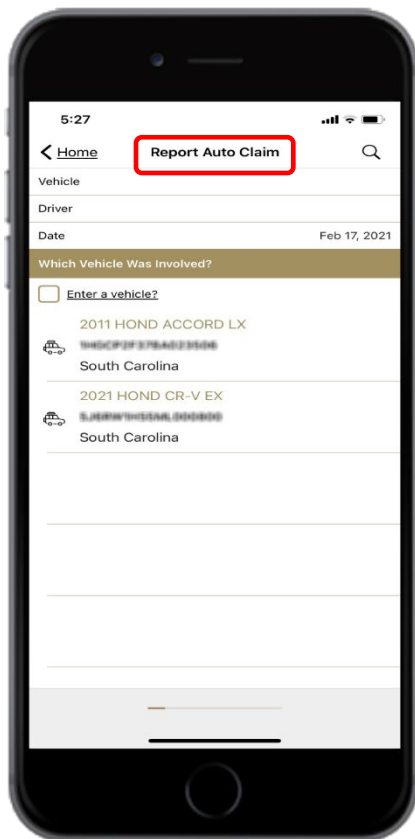 5:27
Home Report Auto Claim
Vehicle
Driver
Date Feb 17, 2021
Which Vehicle Was Involved?
Enter a vehicle?
2011 HOND ACCORD LX
South Carolina
2021 HOND CR-V EX
South Carolina